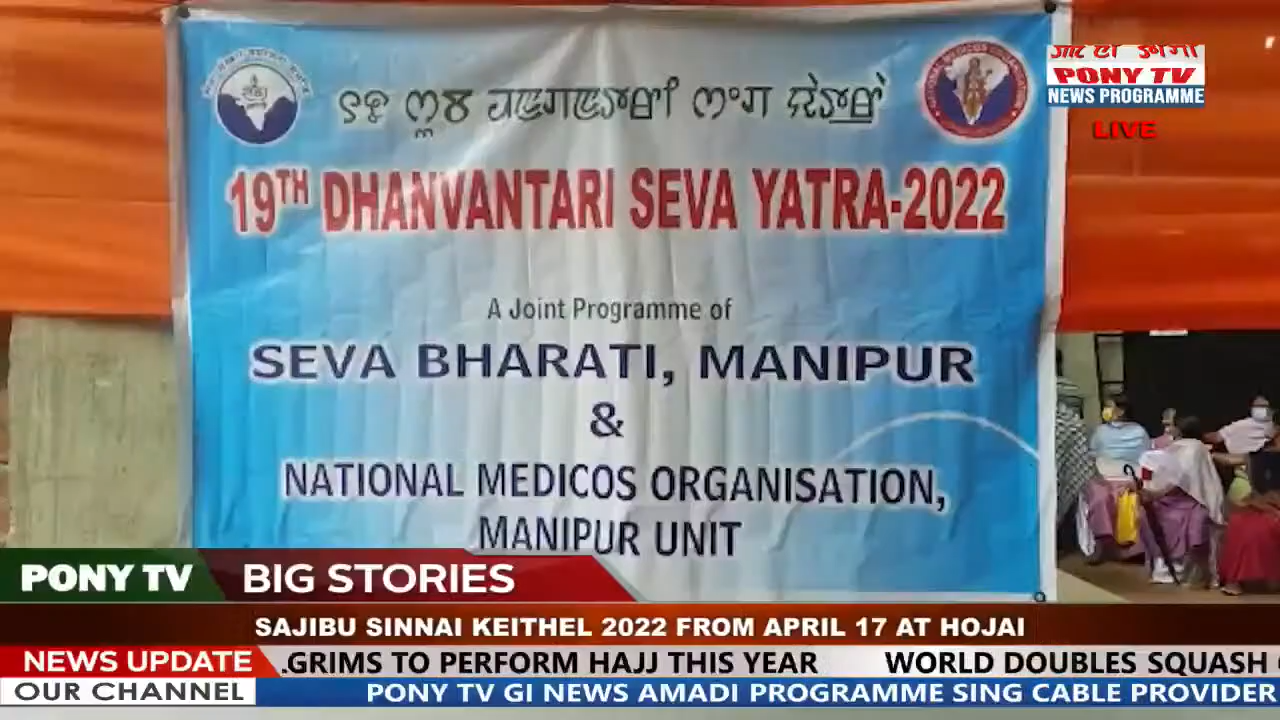 19TH DHANVANTARI SEVA YATRA-2022
A Joint Programme of
SEVA BHARATI, MANIPUR
&
NATIONAL MEDICOS ORGANISATION,
MANIPUR UNIT
PONY TV
NEWS PROGRAMME
LIVE
PONY TV BIG STORIES
SAJIBU SINNAI KEITHEL 2022 FROM APRIL 17 AT HOJAI
NEWS UPDATE .GRIMS TO PERFORM HAJJ THIS YEAR WORLD DOUBLES SQUASH
OUR CHANNEL PONY TV GI NEWS AMADI PROGRAMME SING CABLE PROVIDER